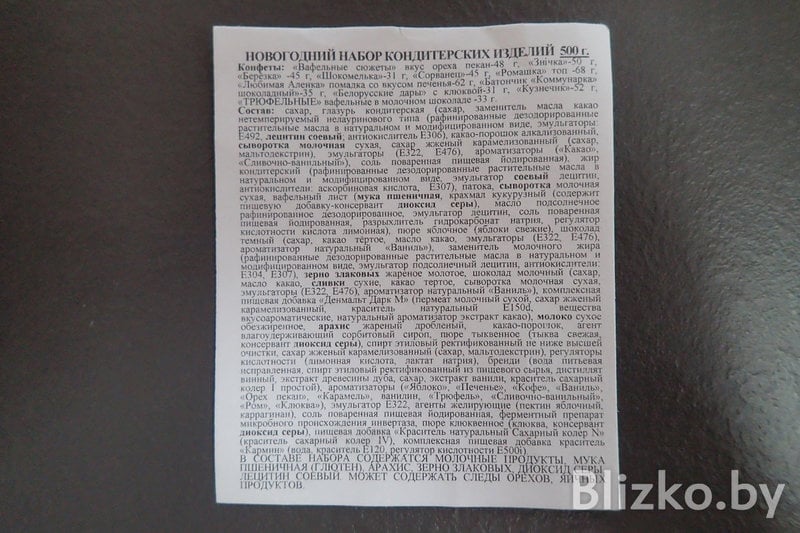 НОВОГОДНИЙ НАБОР КОНДИТЕРСКИХ ИЗДЕЛИЙ 500 г.
Конфеты: «Вафельные сюжеты» вкус ореха пекан-48 г, «Знічка»-50 г,
«Берёзка» -45 г, «Шокомелька»-31 г, «Сорванец»-45 г, «Ромашка» топ -68 г,
«Любимая Аленка» помадка со вкусом печенья-62 г, «Батончик «Коммунарка»
шоколадный»-35 г, «Белорусские дары» с клюквой-31 г, «Кузнечик»-52 г,
«ТРЮФЕЛЬНЫЕ» вафельные в молочном шоколаде -33 г.
Состав: сахар, глазурь кондитерская (сахар, заменитель масла какао
нетемперируемый нелауринового типа (рафинированные дезодорированные
растительные масла в натуральном и модифицированном виде, эмульгаторы:
Е492, лецитин соевый; антиокислитель Е306), какао-порошок алкализованный,
сыворотка молочная сухая, сахар жженый карамелизованный (сахар,
мальтодекстрин), эмульгаторы (Е322, Е476), ароматизаторы («Какао»,
«Сливочно-ванильный»), соль поваренная пищевая йодированная), жир
кондитерский (рафинированные дезодорированные растительные масла в
натуральном и модифицированном виде, эмульгатор соевый лецитин,
антиокислители: аскорбиновая кислота, Е307), патока, сыворотка молочная
сухая, вафельный лист (мука пшеничная, крахмал кукурузный (содержит
пищевую добавку-консервант диоксид серы), масло подсолнечное
рафинированное дезодорированное, эмульгатор лецитин, соль поваренная
пищевая йодированная, разрыхлитель гидрокарбонат натрия, регулятор
кислотности кислота лимонная), пюре яблочное (яблоки свежие), шоколад
темный (сахар, какао тёртое, масло какао, эмульгаторы (Е322, Е476),
ароматизатор натуральный «Ваниль»), заменитель молочного жира
(рафинированные дезодорированные растительные масла в натуральном и
модифицированном виде, эмульгатор подсолнечный лецитин, антиокислители:
Е304, Е307), зерно злаковых жареное молотое, шоколад молочный (сахар,
масло какао, сливки сухие, какао тертое, сыворотка молочная сухая,
эмульгаторы (Е322, Е476), ароматизатор натуральный «Ваниль»), комплексная
пищевая добавка «Денмальт Дарк М» (пермеат молочный сухой, сахар жженый
карамелизованный, краситель натуральный Е150d, вещества
вкусоароматические, натуральный ароматизатор экстракт какао), молоко сухое
обезжиренное, арахис жареный дробленый, какао-порошок, агент
влагоудерживающий сорбитовый сироп, пюре тыквенное (тыква свежая,
консервант диоксид серы), спирт этиловый ректификованный не ниже высшей
очистки, сахар жженый карамелизованный (сахар, мальтодекстрин), регуляторы
кислотности (лимонная кислота, лактат натрия), бренди (вода питьевая
исправленная, спирт этиловый ректификованный из пищевого сырья, дистиллят
винный, экстракт древесины дуба, сахар, экстракт ванили, краситель сахарный
колер I простой), ароматизаторы («Яблоко», «Печенье», «Кофе», «Ваниль»,
«Орех пекан», «Карамель», ванилин, «Трюфель», «Сливочно-ванильный»,
«Ром», «Клюква»), эмульгатор Е322, агенты желирующие (пектин яблочный,
каррагинан), соль поваренная пищевая йодированная, ферментный препарат
микробного происхождения инвертаза, пюре клюквенное (клюква, консервант
диоксид серы), пищевая добавка «Краситель натуральный Сахарный колер N»
(краситель сахарный колер IV), комплексная пищевая добавка краситель
«Кармин» (вода, краситель Е120, регулятор кислотности Е500i).
В СОСТАВЕ НАБОРА СОДЕРЖАТСЯ МОЛОЧНЫЕ ПРОДУКТЫ, МУКА
ПШЕНИЧНАЯ (ГЛЮТЕН), АРАХИС, ЗЕРНО ЗЛАКОВЫХ, ДИОКСИД СЕРЫ,
ЛЕЦИТИН СОЕВЫЙ. МОЖЕТ СОДЕРЖАТЬ СЛЕДЫ ОРЕХОВ, ЯИЧНЫХ
ПРОДУКТОВ.
Blizko.by